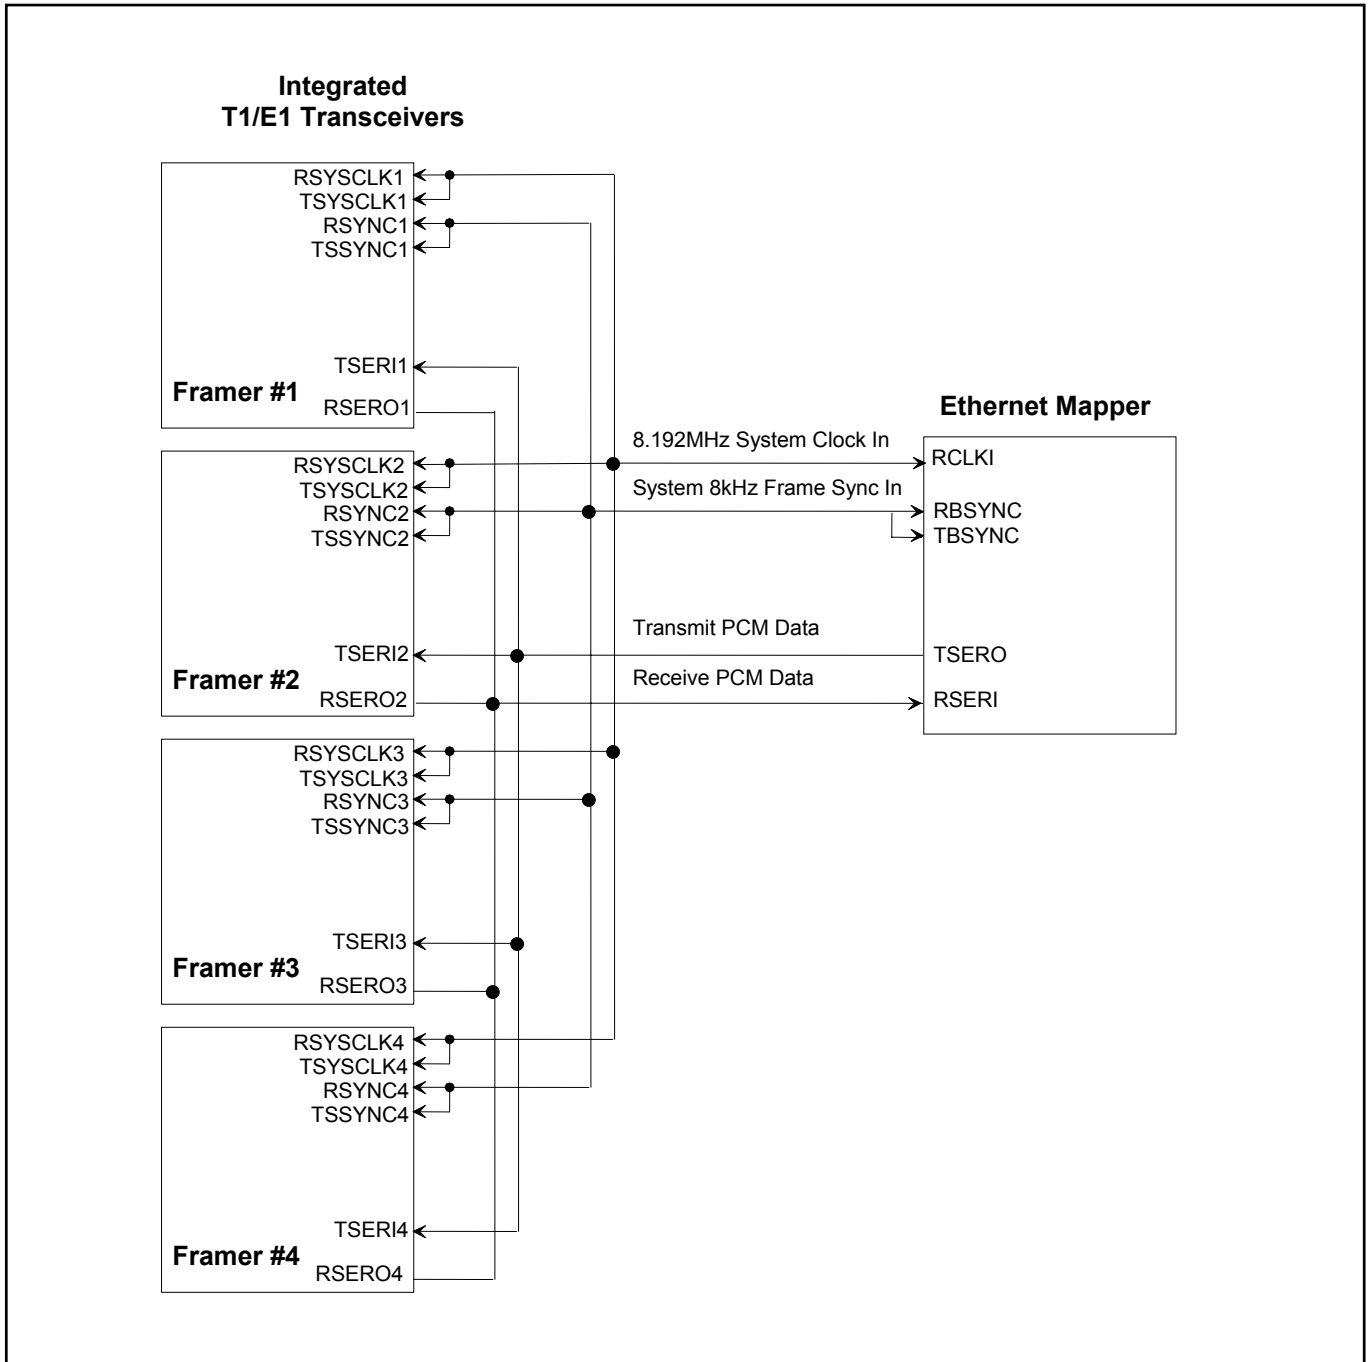 Integrated
T1/E1 Transceivers
RSYSCLK1
TSYSCLK1
RSYNC1
TSSYNC1
TSERI1
Framer #1
RSERO1
Ethernet Mapper
8.192MHz System Clock In
RCLKI
RSYSCLK2
TSYSCLK2
System 8kHz Frame Sync In
RSYNC2
RBSYNC
TSSYNC2
TBSYNC
Transmit PCM Data
TSERI2
TSERO
Framer #2
Receive PCM Data
RSERO2
RSERI
RSYSCLK3
TSYSCLK3
RSYNC3
TSSYNC3
TSERI3
Framer #3
RSERO3
RSYSCLK4
TSYSCLK4
RSYNC4
TSSYNC4
TSERI4
Framer #4
RSERO4